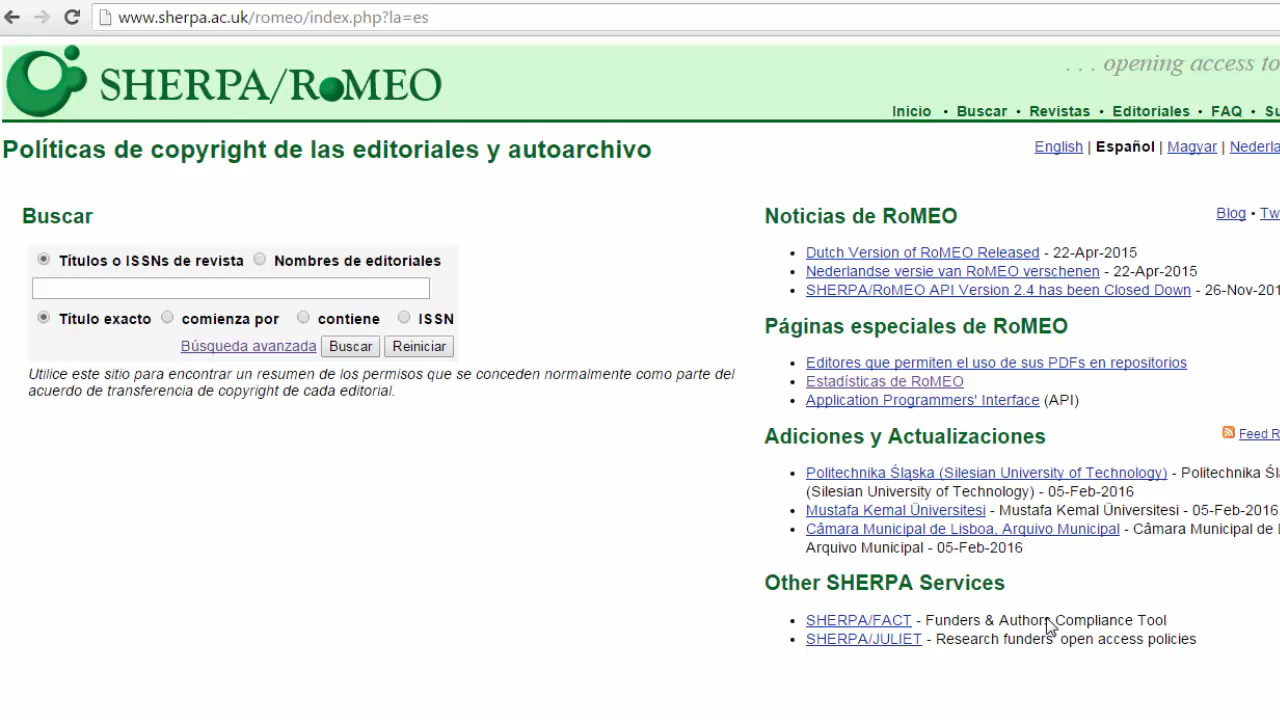 www.sherpa.ac.uk/romeo/index.php?la=es
SHERPA/RoMEO
. . . opening access to
Inicio • Buscar • Revistas • Editoriales • FAQ • Su
Políticas de copyright de las editoriales y autoarchivo
English | Español | Magyar | Nederla
Buscar
Títulos o ISSNs de revista Nombres de editoriales
Título exacto comienza por contiene ISSN
Búsqueda avanzada Buscar Reiniciar
Utilice este sitio para encontrar un resumen de los permisos que se conceden normalmente como parte del
acuerdo de transferencia de copyright de cada editorial.
Noticias de RoMEO
Blog • Tw
• Dutch Version of RoMEO Released - 22-Apr-2015
• Nederlandse versie van RoMEO verschenen - 22-Apr-2015
• SHERPA/RoMEO API Version 2.4 has been Closed Down - 26-Nov-201
Páginas especiales de RoMEO
• Editores que permiten el uso de sus PDFs en repositorios
• Estadísticas de RoMEO
• Application Programmers' Interface (API)
Adiciones y Actualizaciones
Feed R
• Politechnika Śląska (Silesian University of Technology) - Politechnika Śl
(Silesian University of Technology) - 05-Feb-2016
• Mustafa Kemal Üniversitesi - Mustafa Kemal Üniversitesi - 05-Feb-2016
• Câmara Municipal de Lisboa, Arquivo Municipal - Câmara Municipal de
Arquivo Municipal - 05-Feb-2016
Other SHERPA Services
• SHERPA/FACT - Funders & Authors Compliance Tool
• SHERPA/JULIET - Research funders' open access policies